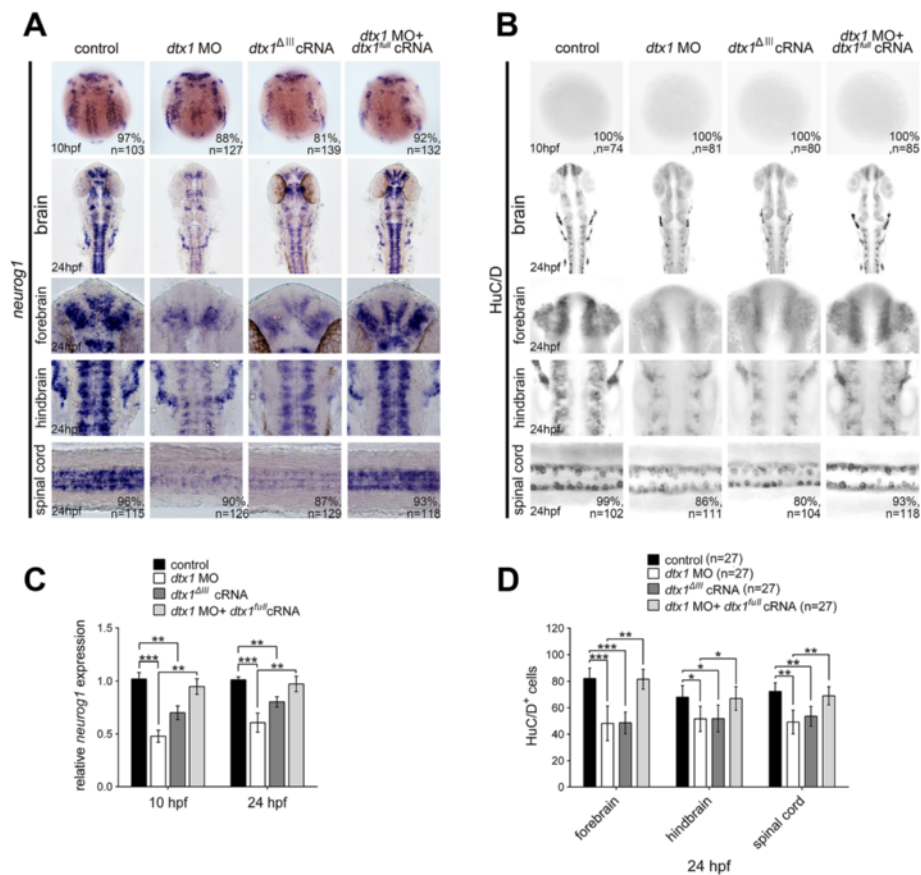 A
control
dtx1 MO
dtx1ΔIII cRNA
dtx1 MO+
dtx1full cRNA
neurog1
10hpf
97%,
n=103
88%,
n=127
81%,
n=139
92%,
n=132
brain
24hpf
forebrain
24hpf
hindbrain
24hpf
spinal cord
24hpf
96%,
n=115
90%,
n=126
87%,
n=129
93%,
n=118
B
control
dtx1 MO
dtx1ΔIII cRNA
dtx1 MO+
dtx1full cRNA
HuC/D
10hpf
100%
,n=74
100%
,n=81
100%
,n=80
100%
,n=85
brain
24hpf
forebrain
24hpf
hindbrain
24hpf
spinal cord
24hpf
99%,
n=102
86%,
n=111
80%,
n=104
93%,
n=118
C
control
dtx1 MO
dtx1ΔIII cRNA
dtx1 MO+ dtx1fullcRNA
relative neurog1 expression
1.5
1.0
0.5
0.0
**
*** **
**
*** **
10 hpf
24 hpf
D
control (n=27)
dtx1 MO (n=27)
dtx1ΔIII cRNA (n=27)
dtx1 MO+ dtx1full cRNA (n=27)
HuC/D+ cells
120
100
80
60
40
20
0
**
***
***
*
*
*
**
**
**
forebrain
hindbrain
spinal cord
24 hpf